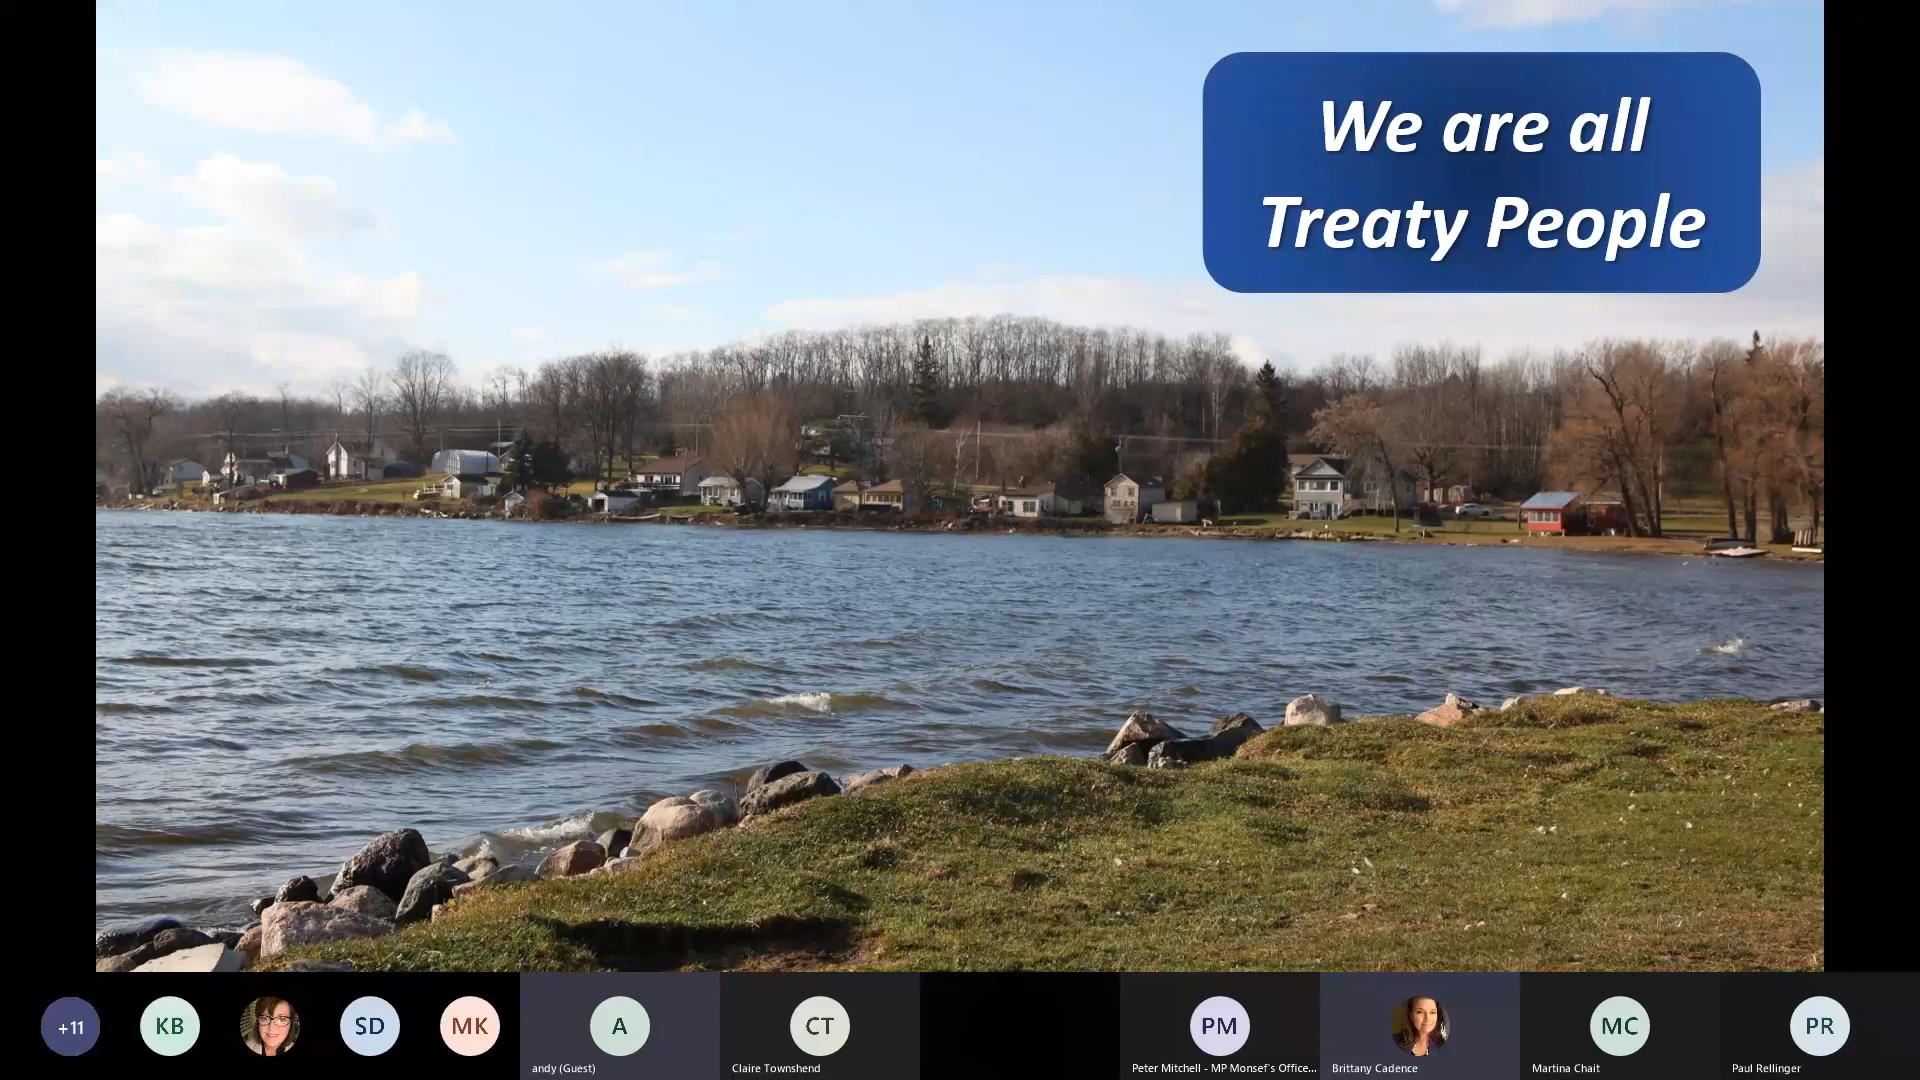 We are all
Treaty People
+11
KB
SD
MK
A
CT
PM
MC
PR
andy (Guest)
Claire Townshend
Peter Mitchell - MP Monsef's Office...
Brittany Cadence
Martina Chait
Paul Rellinger